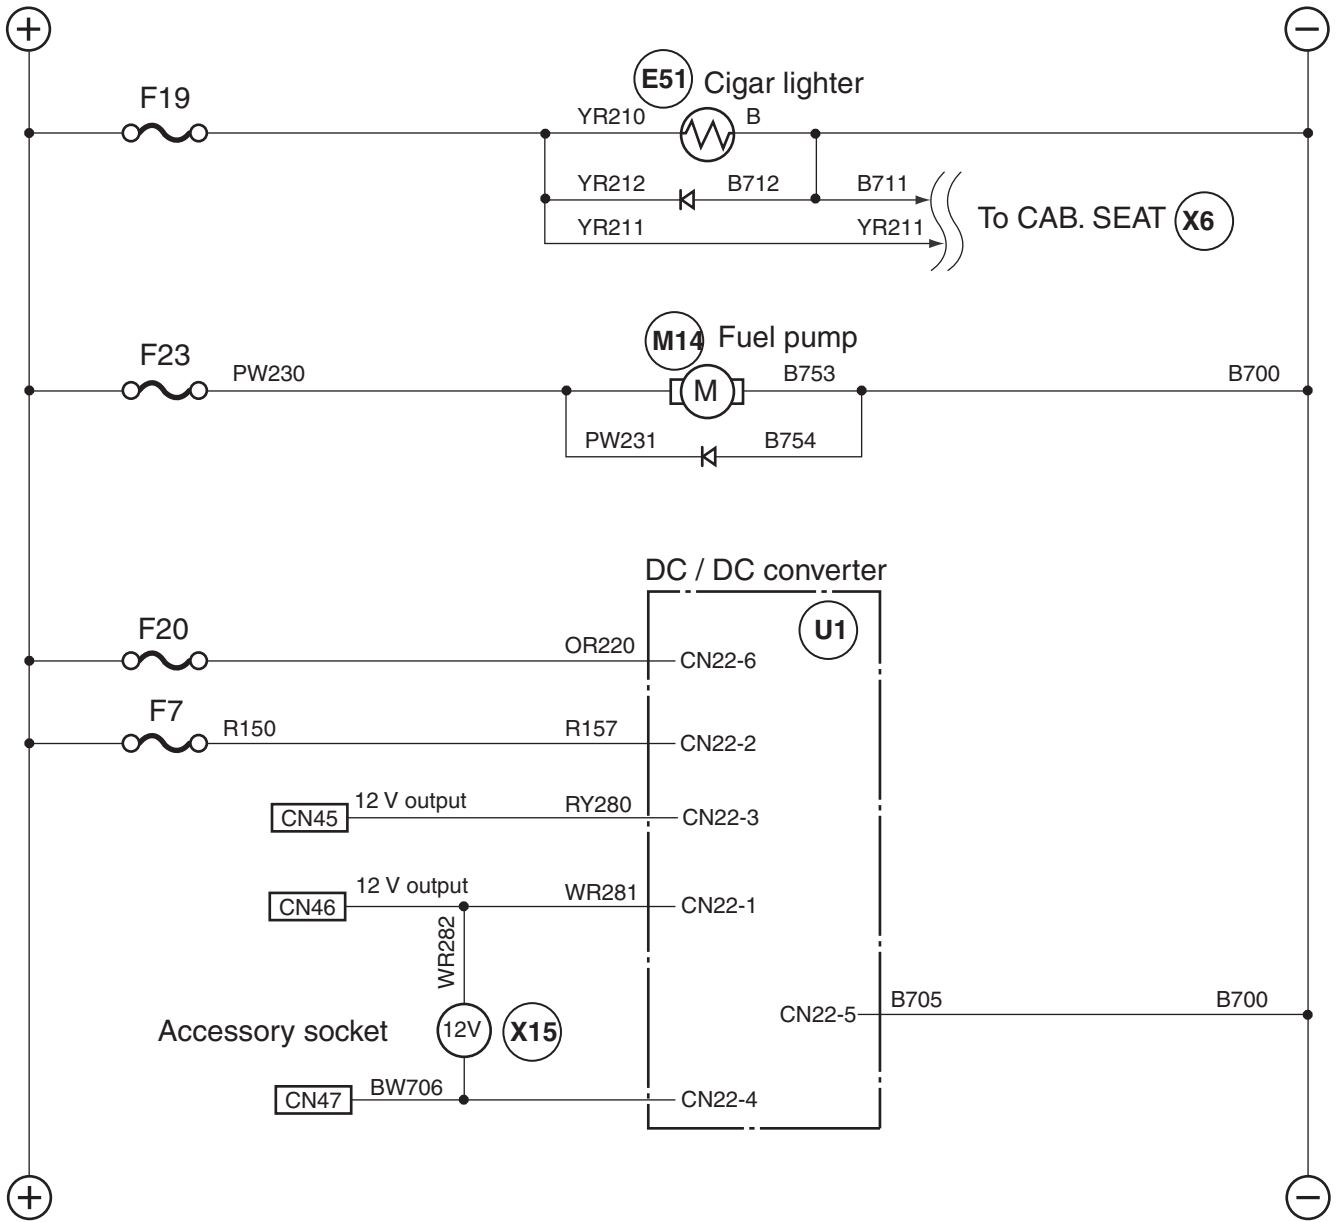 + −
F19
E51 Cigar lighter
YR210 B
YR212 B712 B711
To CAB. SEAT X6
YR211 YR211
M14 Fuel pump
F23
PW230 M B753 B700
PW231 B754
DC / DC converter
U1
F20
OR220 CN22-6
F7
R150 R157 CN22-2
12 V output RY280
CN45 CN22-3
12 V output WR281
CN46 CN22-1
WR282
B705 B700
CN22-5
Accessory socket 12V X15
BW706
CN47 CN22-4
+ −